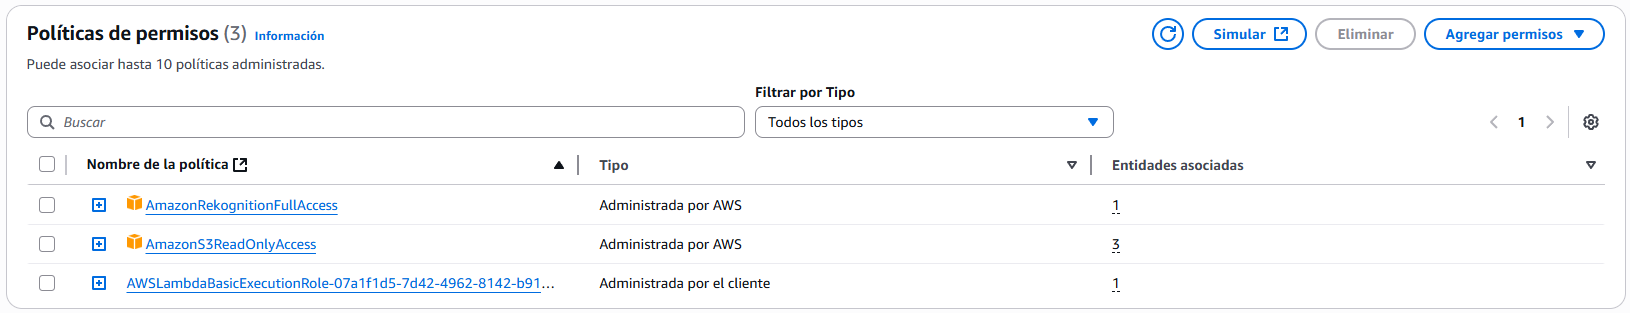 Políticas de permisos (3) Información
Simular
Eliminar
Agregar permisos
Puede asociar hasta 10 políticas administradas.
Filtrar por Tipo
Buscar
Todos los tipos
1
Nombre de la política
Tipo
Entidades asociadas
AmazonRekognitionFullAccess
Administrada por AWS
1
AmazonS3ReadOnlyAccess
Administrada por AWS
3
AWSLambdaBasicExecutionRole-07a1f1d5-7d42-4962-8142-b91...
Administrada por el cliente
1